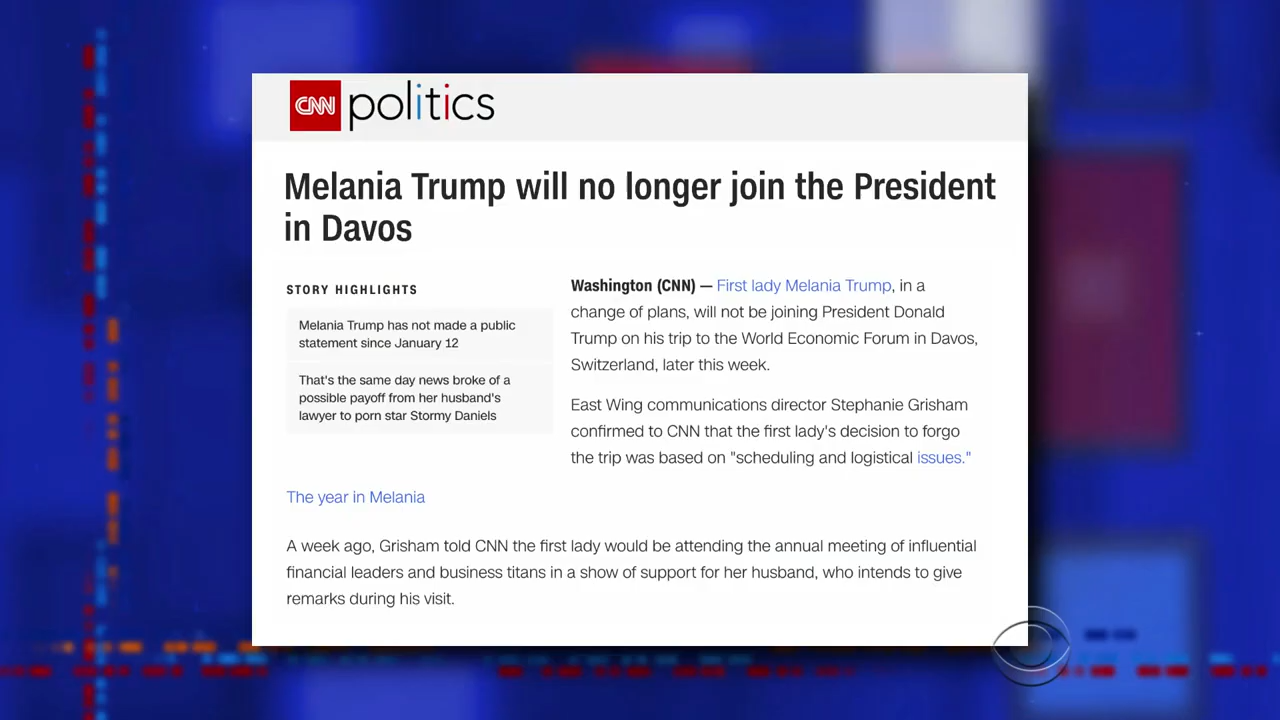 CNN politics
Melania Trump will no longer join the President
in Davos
STORY HIGHLIGHTS
Melania Trump has not made a public
statement since January 12
That's the same day news broke of a
possible payoff from her husband's
lawyer to porn star Stormy Daniels
Washington (CNN) — First lady Melania Trump, in a
change of plans, will not be joining President Donald
Trump on his trip to the World Economic Forum in Davos,
Switzerland, later this week.
East Wing communications director Stephanie Grisham
confirmed to CNN that the first lady's decision to forgo
the trip was based on "scheduling and logistical issues."
The year in Melania
A week ago, Grisham told CNN the first lady would be attending the annual meeting of influential
financial leaders and business titans in a show of support for her husband, who intends to give
remarks during his visit.